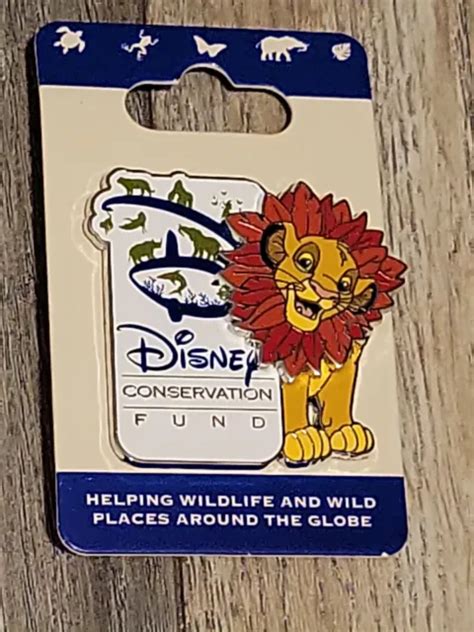 Disney
CONSERVATION
FUND
HELPING WILDLIFE AND WILD
PLACES AROUND THE GLOBE